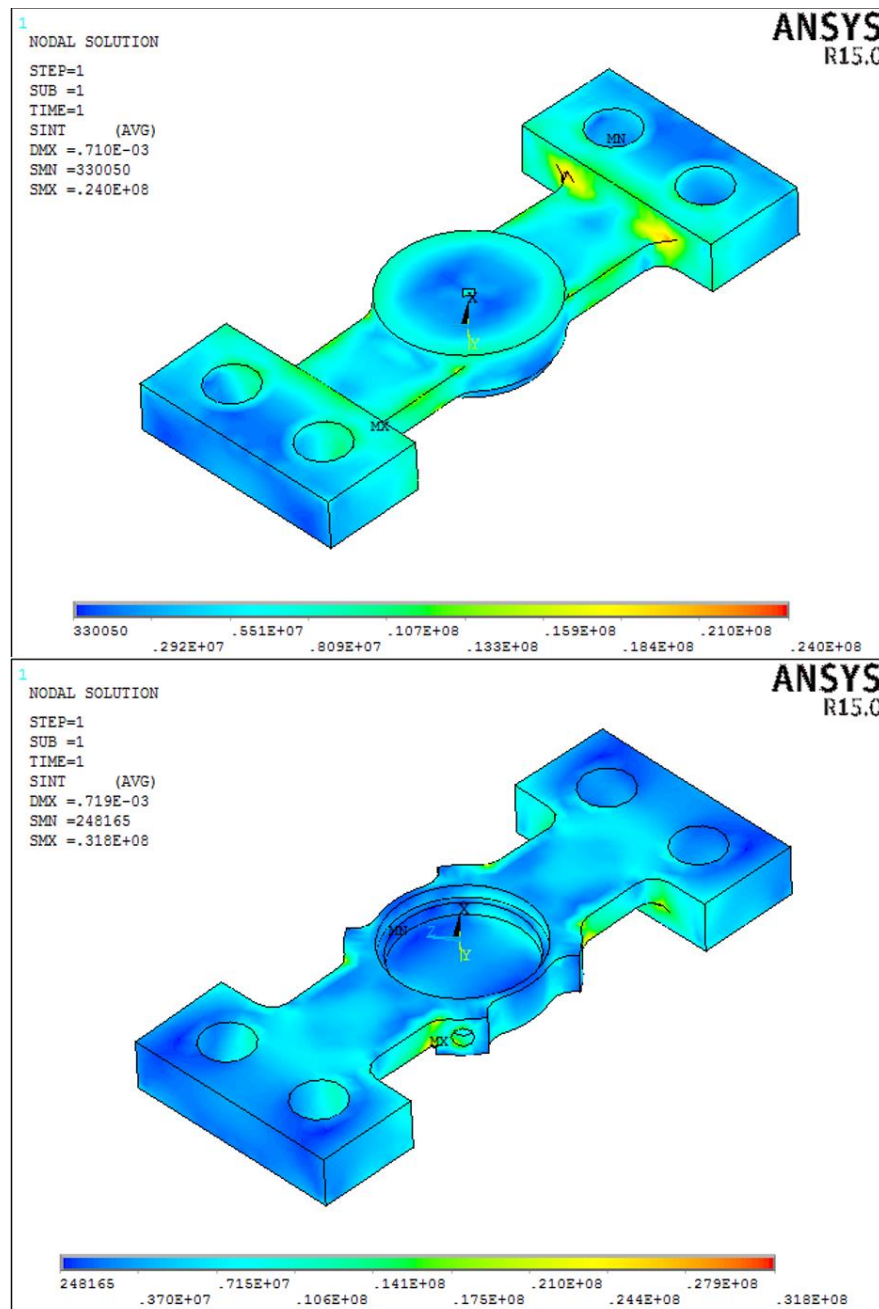 1
NODAL SOLUTION
ANSYS
R15.0
STEP=1
SUB =1
TIME=1
SINT (AVG)
DMX =.710E-03
SMN =330050
SMX =.240E+08
MN
X
Y
MX
330050 .551E+07 .107E+08 .159E+08 .210E+08
.292E+07 .809E+07 .133E+08 .184E+08 .240E+08
1
NODAL SOLUTION
ANSYS
R15.0
STEP=1
SUB =1
TIME=1
SINT (AVG)
DMX =.719E-03
SMN =248165
SMX =.318E+08
X
MN
Z
Y
MX
248165 .715E+07 .141E+08 .210E+08 .279E+08
.370E+07 .106E+08 .175E+08 .244E+08 .318E+08